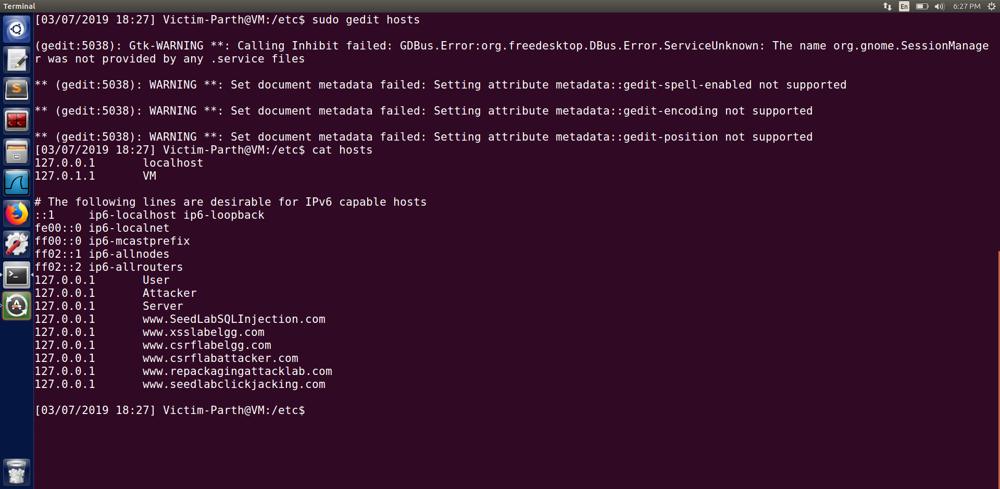 Terminal
En
6:27 PM
[03/07/2019 18:27] Victim-Parth@VM:/etc$ sudo gedit hosts
(gedit:5038): Gtk-WARNING **: Calling Inhibit failed: GDBus.Error:org.freedesktop.DBus.Error.ServiceUnknown: The name org.gnome.SessionManage
r was not provided by any .service files
** (gedit:5038): WARNING **: Set document metadata failed: Setting attribute metadata::gedit-spell-enabled not supported
** (gedit:5038): WARNING **: Set document metadata failed: Setting attribute metadata::gedit-encoding not supported
** (gedit:5038): WARNING **: Set document metadata failed: Setting attribute metadata::gedit-position not supported
[03/07/2019 18:27] Victim-Parth@VM:/etc$ cat hosts
127.0.0.1       localhost
127.0.1.1       VM
# The following lines are desirable for IPv6 capable hosts
::1     ip6-localhost ip6-loopback
fe00::0 ip6-localnet
ff00::0 ip6-mcastprefix
ff02::1 ip6-allnodes
ff02::2 ip6-allrouters
127.0.0.1       User
127.0.0.1       Attacker
127.0.0.1       Server
127.0.0.1       www.SeedLabSQLInjection.com
127.0.0.1       www.xsslabelgg.com
127.0.0.1       www.csrflabelgg.com
127.0.0.1       www.csrflabattacker.com
127.0.0.1       www.repackagingattacklab.com
127.0.0.1       www.seedlabclickjacking.com
[03/07/2019 18:27] Victim-Parth@VM:/etc$